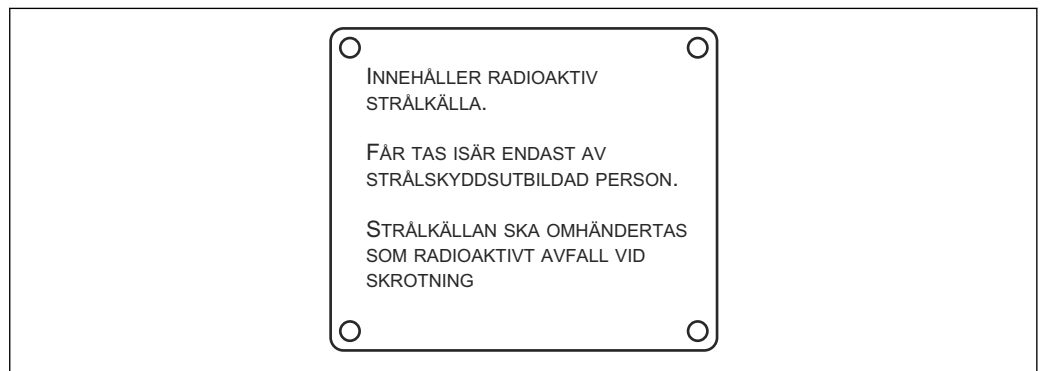 INNEHÅLLER RADIOAKTIV
STRÅLKÄLLA.
FÅR TAS ISÄR ENDAST AV
STRÅLSKYDDSUTBILDAD PERSON.
STRÅLKÄLLAN SKA OMHÄNDERTAS
SOM RADIOAKTIVT AVFALL VID
SKROTNING